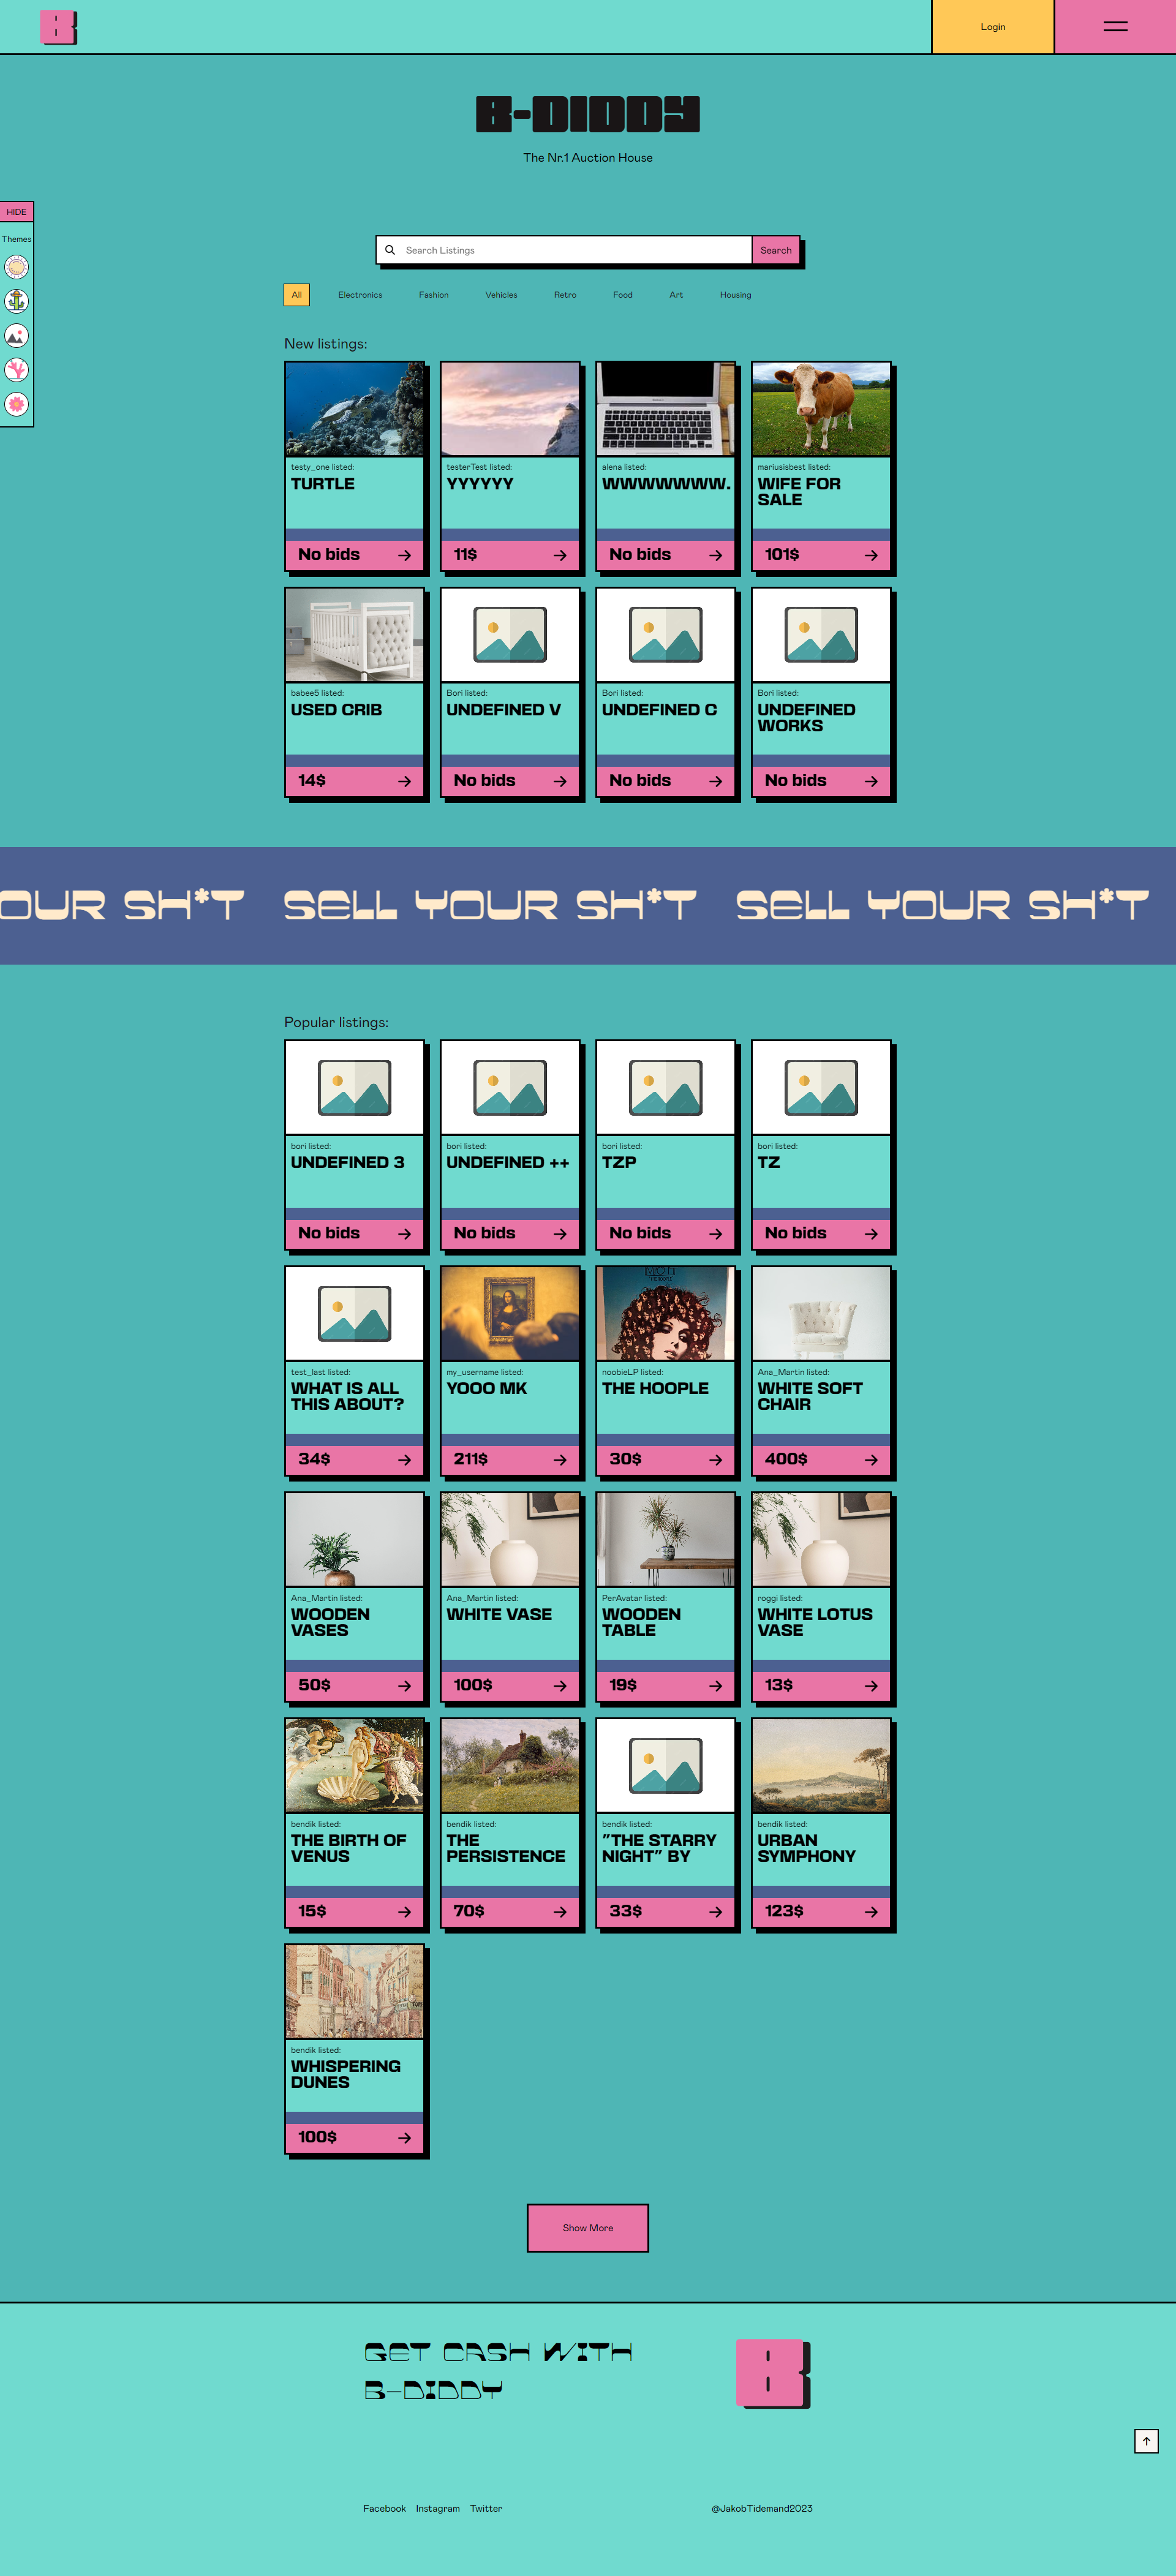 B
Login
B-DIDDY
The Nr.1 Auction House
HIDE
Themes
Search Listings
Search
All
Electronics
Fashion
Vehicles
Retro
Food
Art
Housing
New listings:
testy_one listed:
TURTLE
No bids
testerTest listed:
YYYYYY
11$
alena listed:
WWWWWWW.
No bids
mariusisbest listed:
WIFE FOR
SALE
101$
babee5 listed:
USED CRIB
14$
Bori listed:
UNDEFINED V
No bids
Bori listed:
UNDEFINED C
No bids
Bori listed:
UNDEFINED
WORKS
No bids
OUR SH*T SELL YOUR SH*T SELL YOUR SH*T
Popular listings:
bori listed:
UNDEFINED 3
No bids
bori listed:
UNDEFINED ++
No bids
bori listed:
TZP
No bids
bori listed:
TZ
No bids
test_last listed:
WHAT IS ALL
THIS ABOUT?
34$
my_username listed:
YOOO MK
211$
noobieLP listed:
THE HOOPLE
30$
Ana_Martin listed:
WHITE SOFT
CHAIR
400$
Ana_Martin listed:
WOODEN
VASES
50$
Ana_Martin listed:
WHITE VASE
100$
PerAvatar listed:
WOODEN
TABLE
19$
roggi listed:
WHITE LOTUS
VASE
13$
bendik listed:
THE BIRTH OF
VENUS
15$
bendik listed:
THE
PERSISTENCE
70$
bendik listed:
"THE STARRY
NIGHT" BY
33$
bendik listed:
URBAN
SYMPHONY
123$
bendik listed:
WHISPERING
DUNES
100$
Show More
GET CASH WITH
B-DIDDY
B
Facebook Instagram Twitter
@JakobTidemand2023